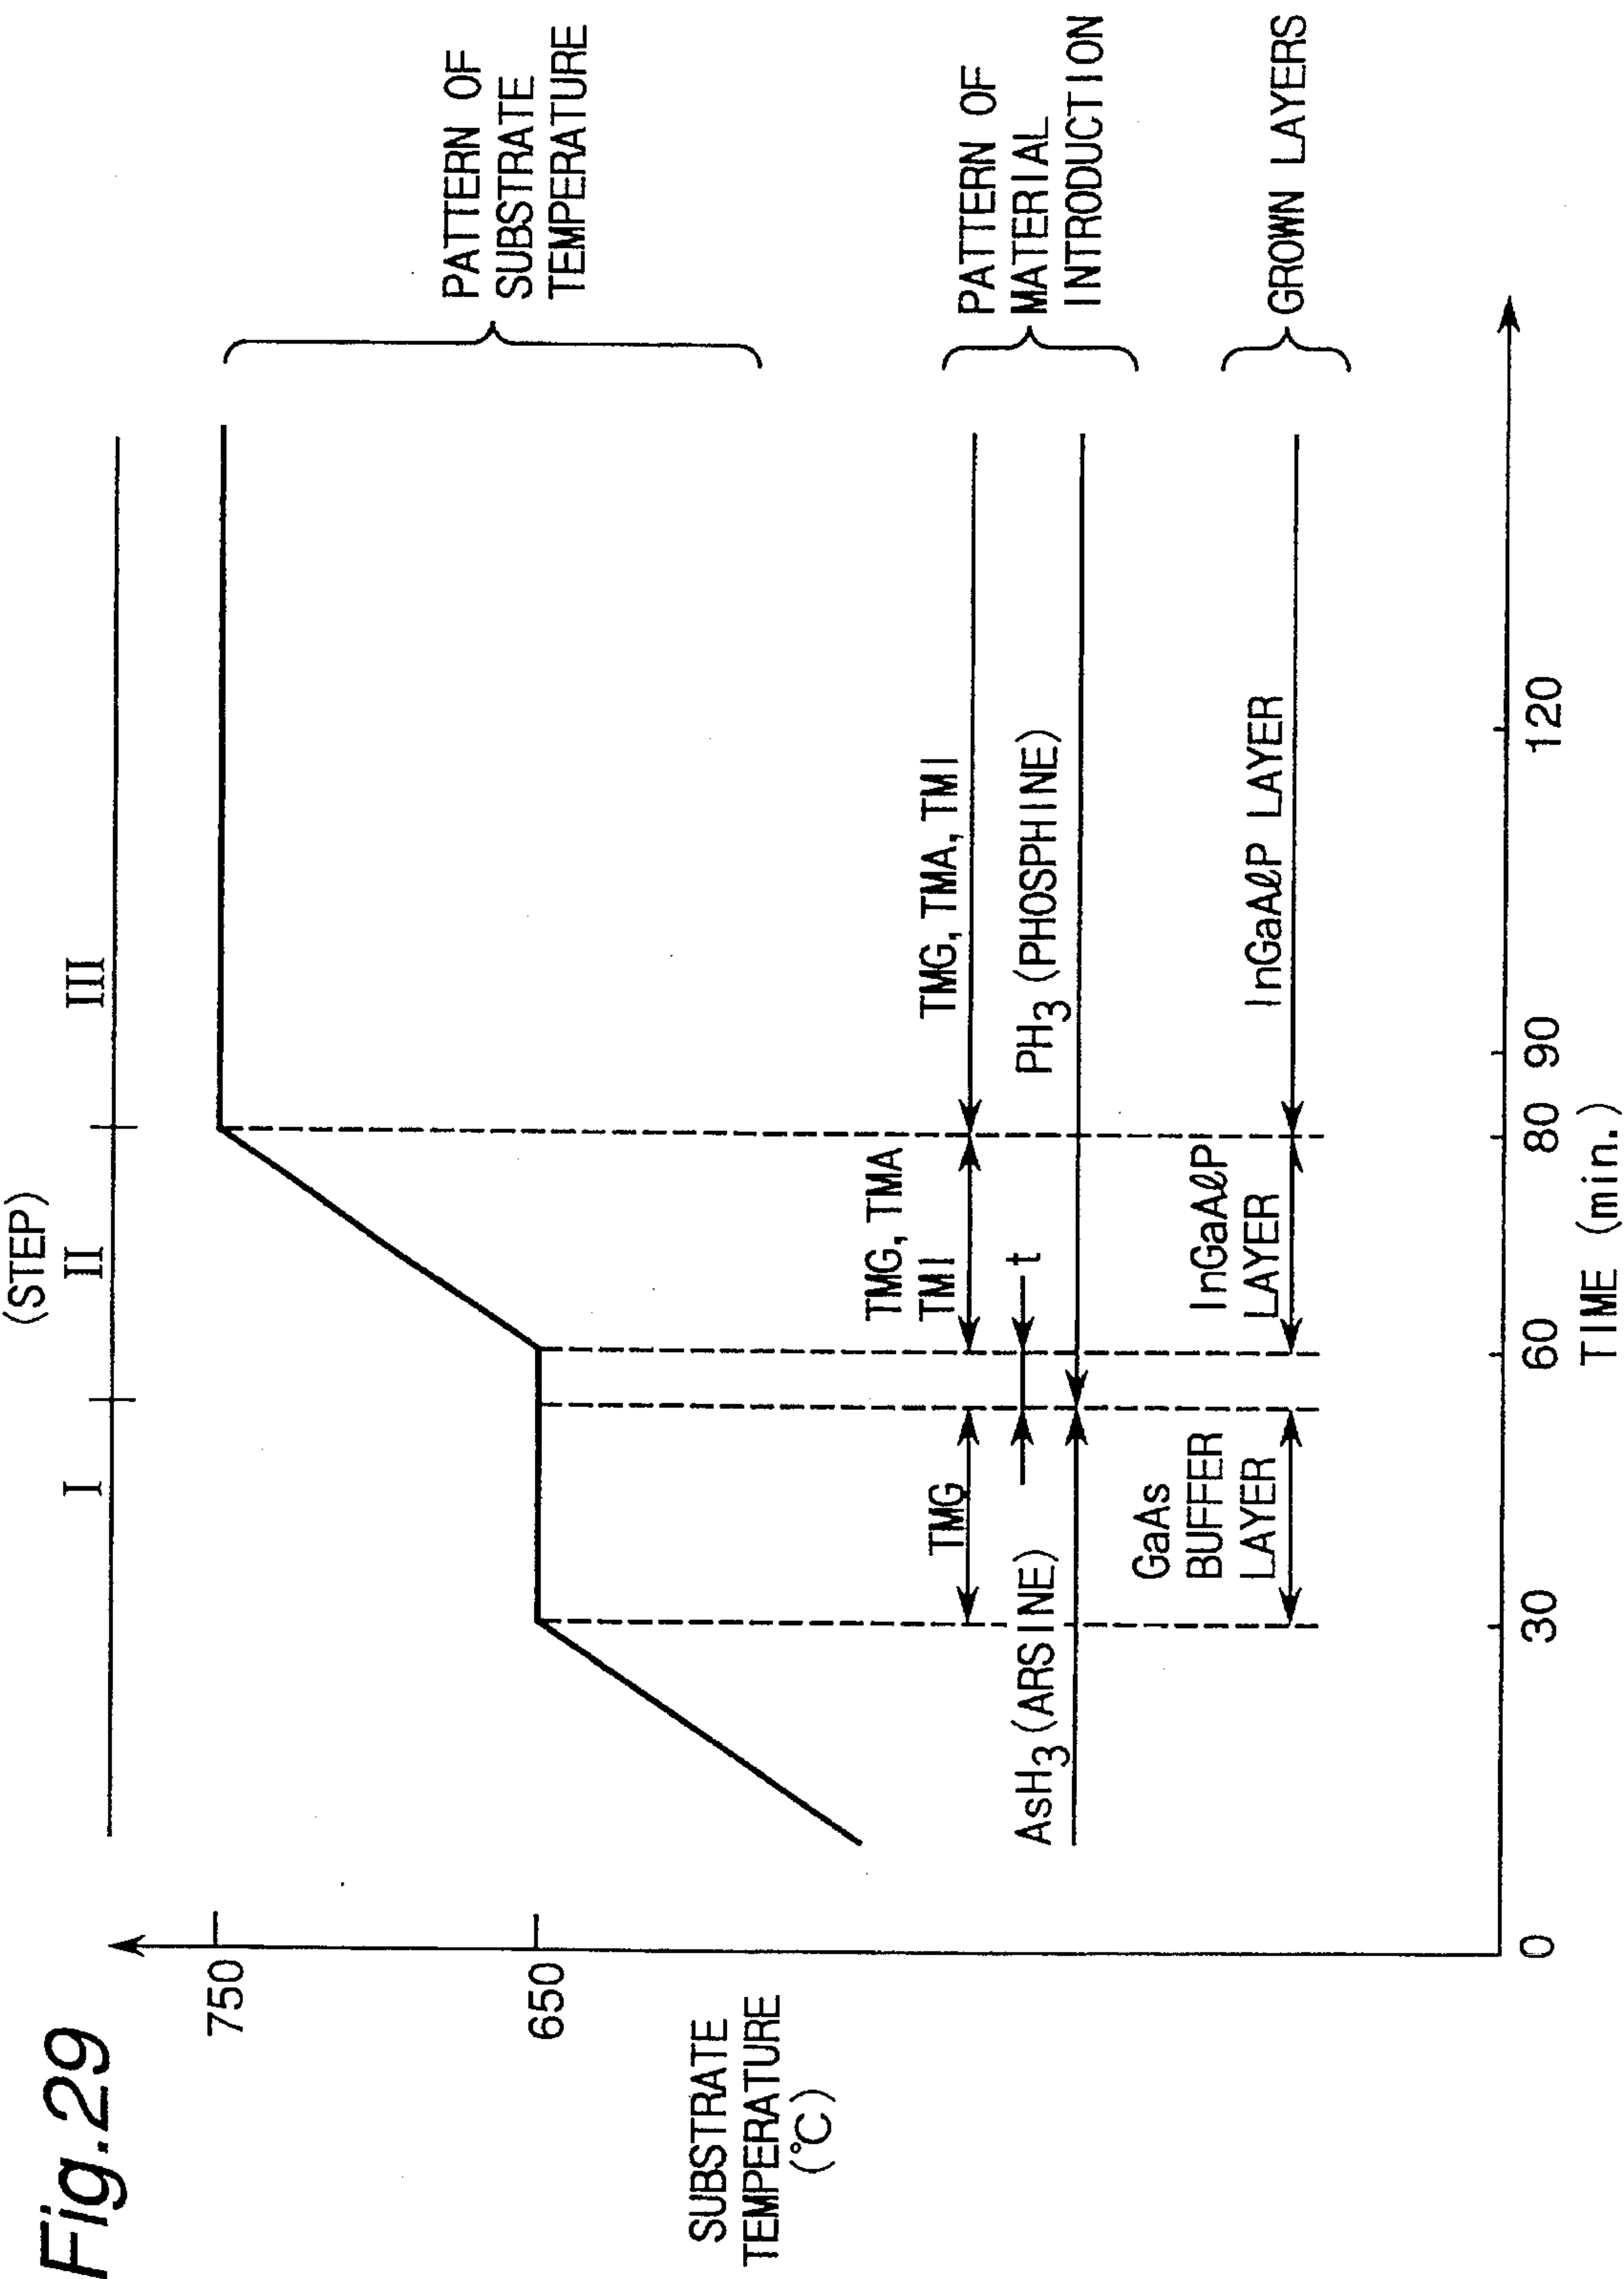 Fig.29
(STEP)
I
II
III
750
650
SUBSTRATE
TEMPERATURE
(°C)
PATTERN OF
SUBSTRATE
TEMPERATURE
TMG
TMG, TMA
TMI
TMG, TMA, TMI
AsH3 (ARSINE)
t
PH3 (PHOSPHINE)
PATTERN OF
MATERIAL
INTRODUCTION
GaAs
BUFFER
LAYER
InGaAℓP
LAYER
InGaAℓP LAYER
GROWN LAYERS
0
30
60
80
90
120
TIME (min.)